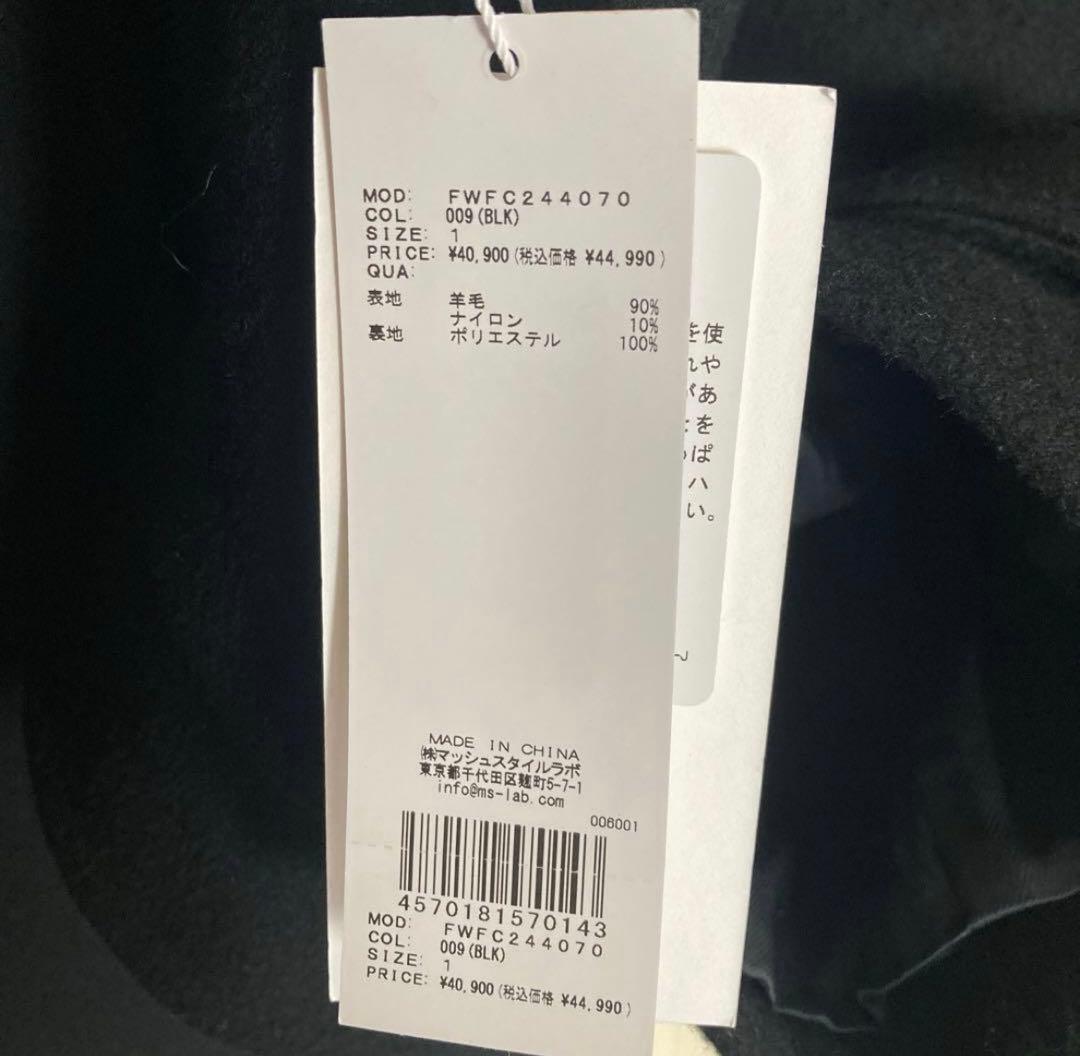 MOD: FWFC244070
COL: 009(BLK)
SIZE: 1
PRICE: ¥40,900(税込価格 ¥44,990)
QUA:
表地 羊毛 90%
ナイロン 10%
裏地 ポリエステル 100%
MADE IN CHINA
㈱マッシュスタイルラボ
東京都千代田区麹町5-7-1
info@ms-lab.com
006001
4570181570143
MOD: FWFC244070
COL: 009(BLK)
SIZE: 1
PRICE: ¥40,900(税込価格 ¥44,990)
を使
れや
があ
を
ぱ
ハ
い。